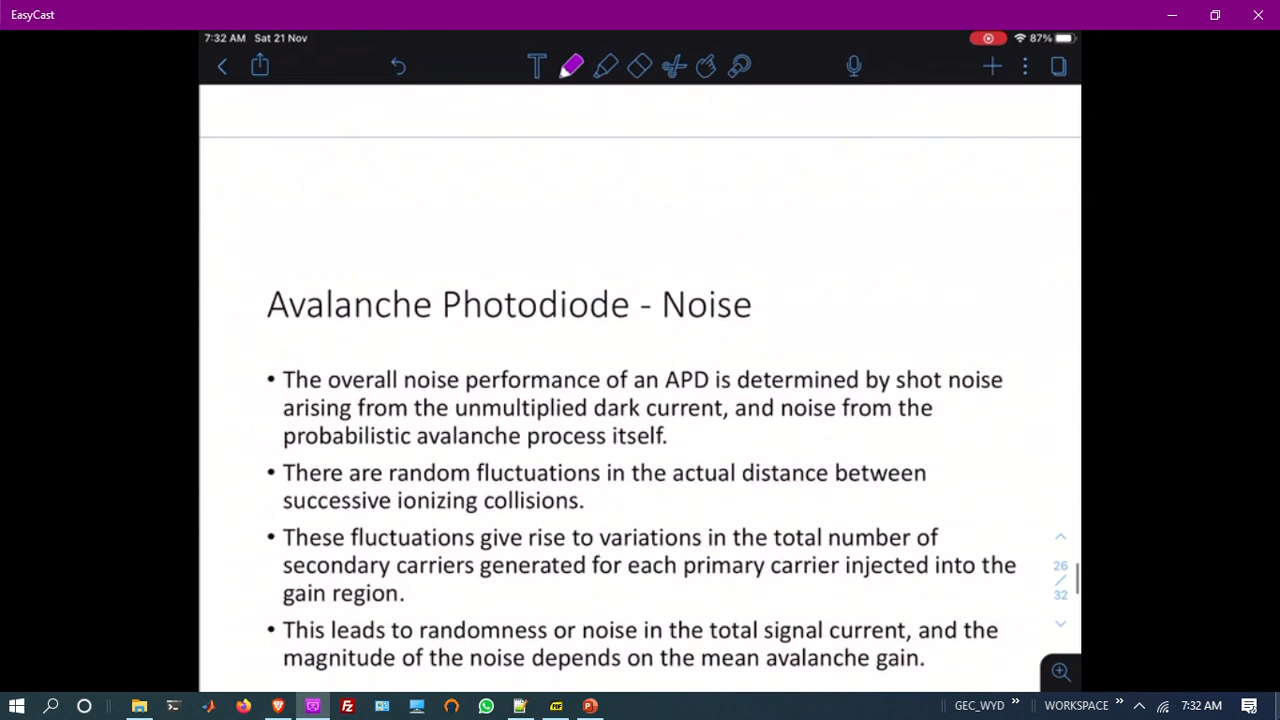 EasyCast
7:32 AM Sat 21 Nov
87%
Avalanche Photodiode - Noise
• The overall noise performance of an APD is determined by shot noise
arising from the unmultiplied dark current, and noise from the
probabilistic avalanche process itself.
• There are random fluctuations in the actual distance between
successive ionizing collisions.
• These fluctuations give rise to variations in the total number of
secondary carriers generated for each primary carrier injected into the
gain region.
• This leads to randomness or noise in the total signal current, and the
magnitude of the noise depends on the mean avalanche gain.
26
/
32
GEC_WYD » WORKSPACE » 7:32 AM